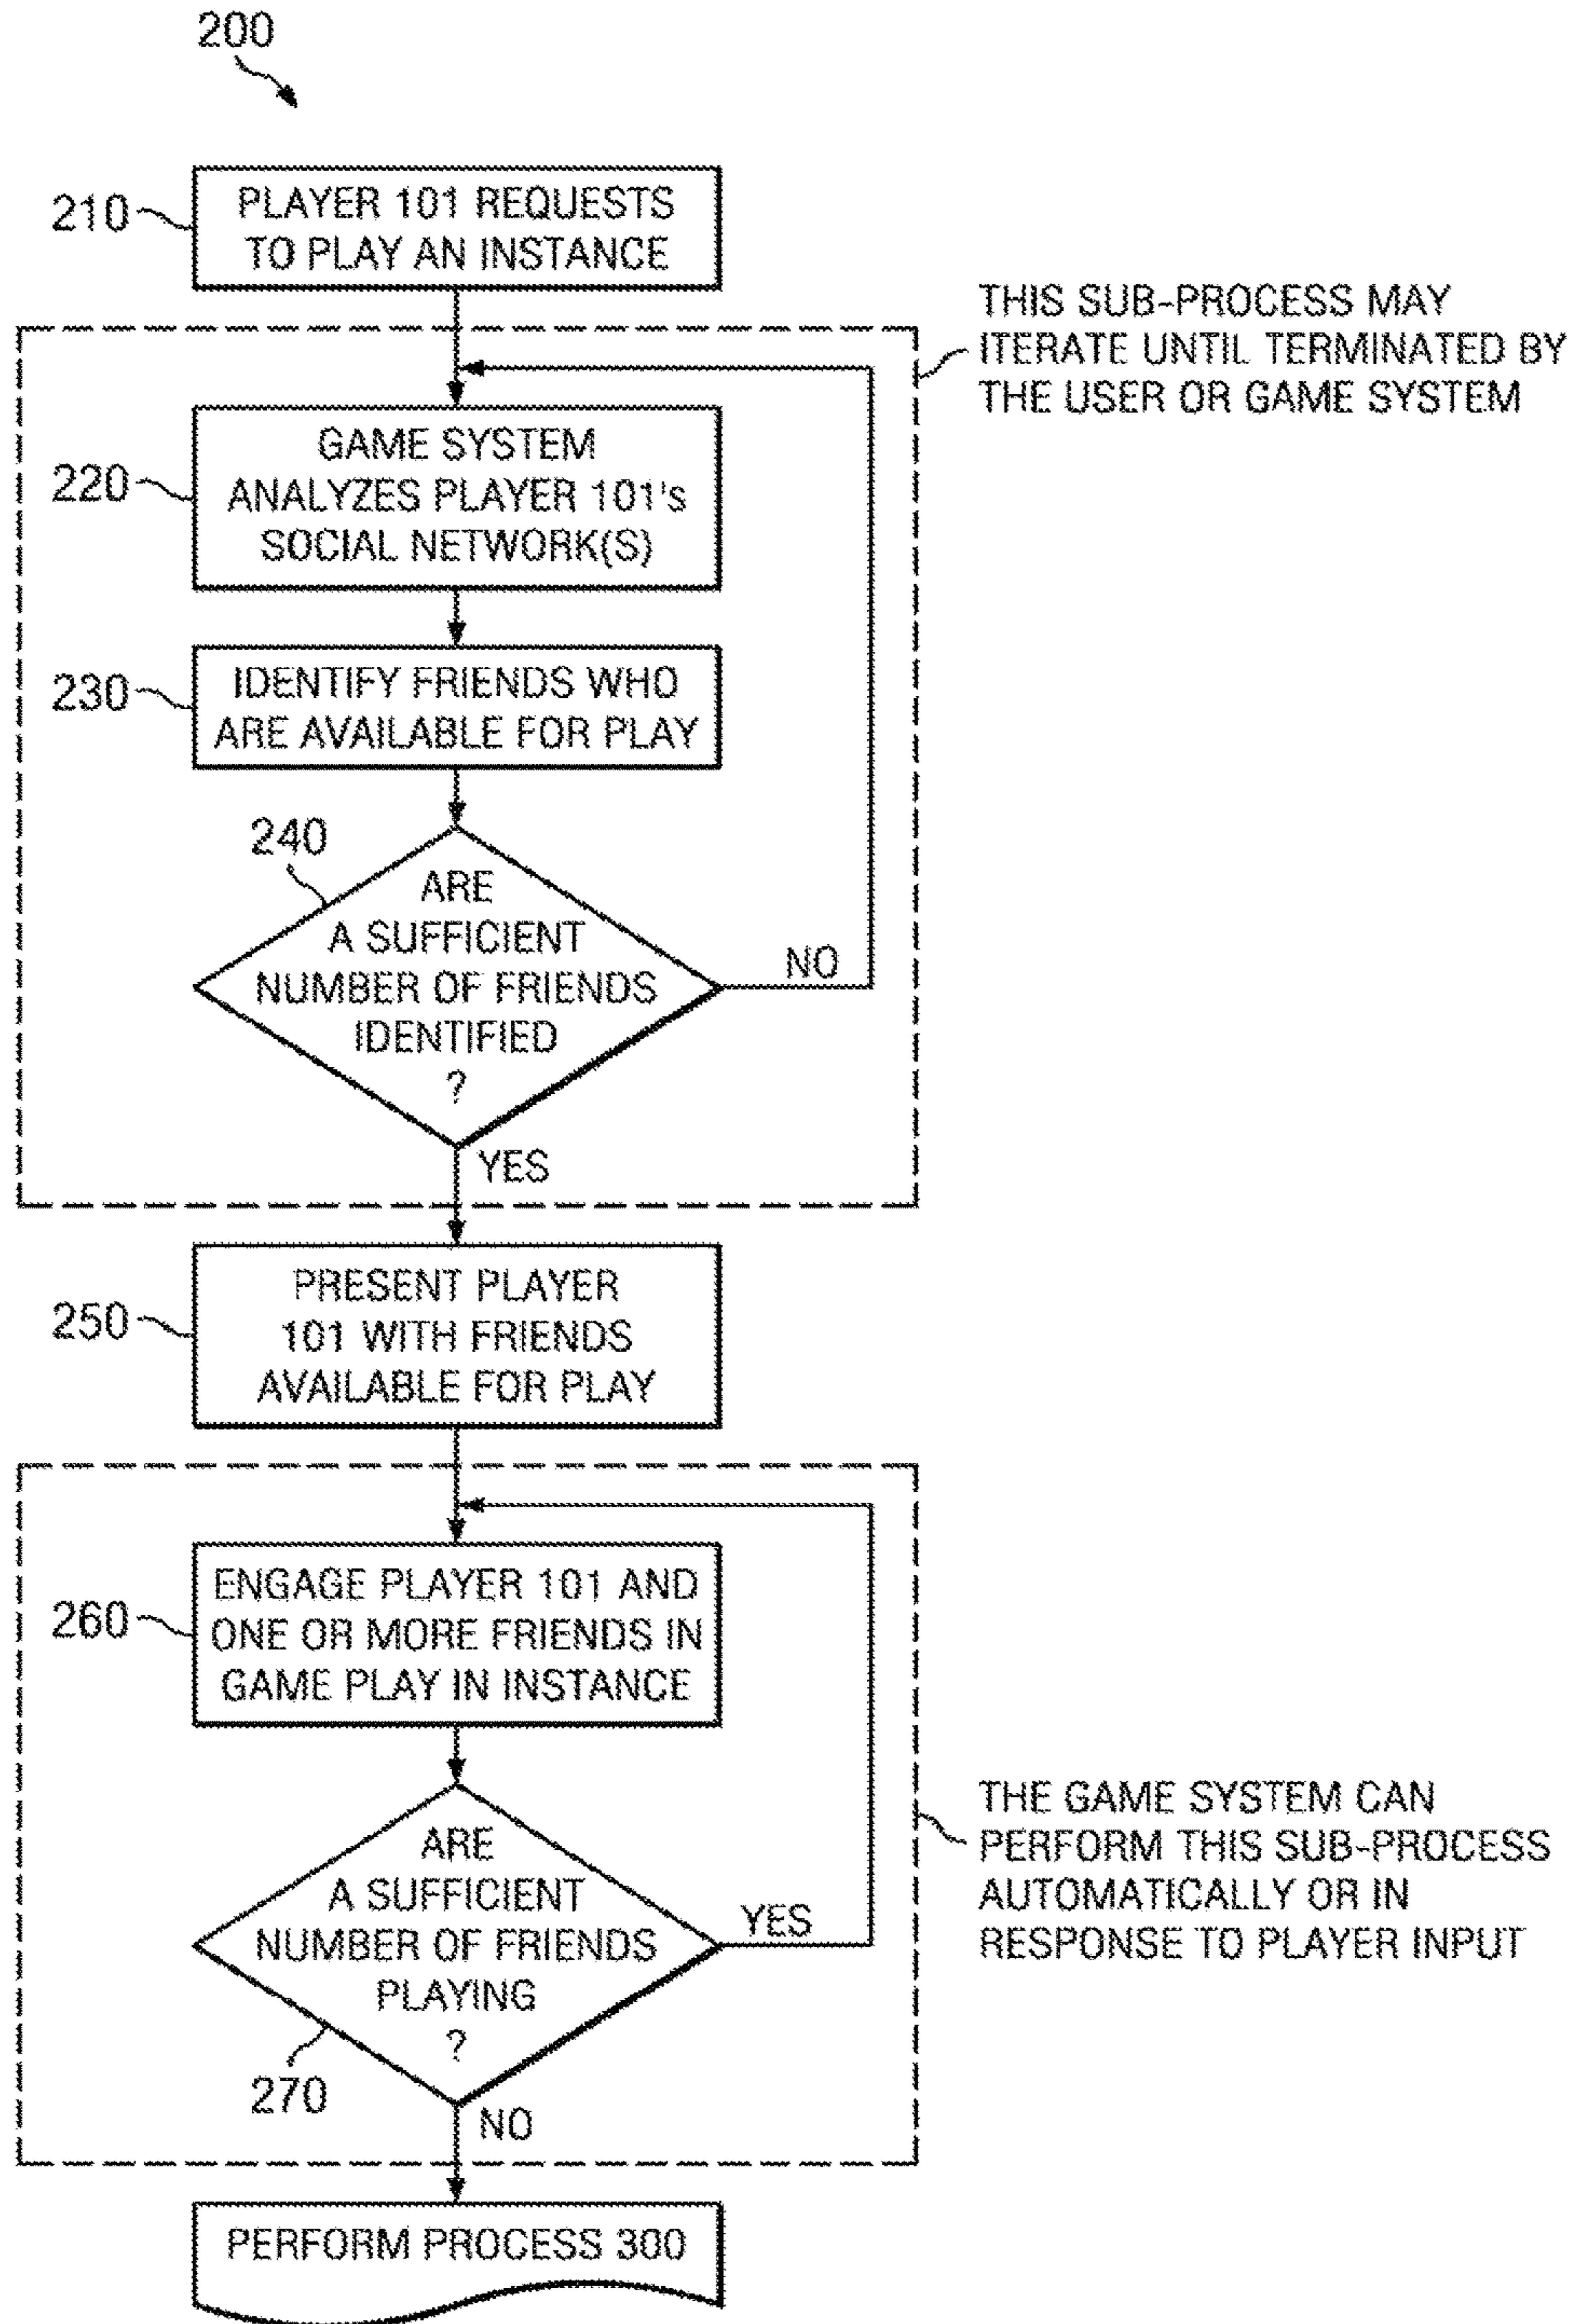 200
210
PLAYER 101 REQUESTS
TO PLAY AN INSTANCE
THIS SUB-PROCESS MAY
ITERATE UNTIL TERMINATED BY
THE USER OR GAME SYSTEM
220
GAME SYSTEM
ANALYZES PLAYER 101's
SOCIAL NETWORK(S)
230
IDENTIFY FRIENDS WHO
ARE AVAILABLE FOR PLAY
240
ARE
A SUFFICIENT
NUMBER OF FRIENDS
IDENTIFIED
?
NO
YES
250
PRESENT PLAYER
101 WITH FRIENDS
AVAILABLE FOR PLAY
260
ENGAGE PLAYER 101 AND
ONE OR MORE FRIENDS IN
GAME PLAY IN INSTANCE
ARE
A SUFFICIENT
NUMBER OF FRIENDS
PLAYING
?
270
YES
NO
THE GAME SYSTEM CAN
PERFORM THIS SUB-PROCESS
AUTOMATICALLY OR IN
RESPONSE TO PLAYER INPUT
PERFORM PROCESS 300